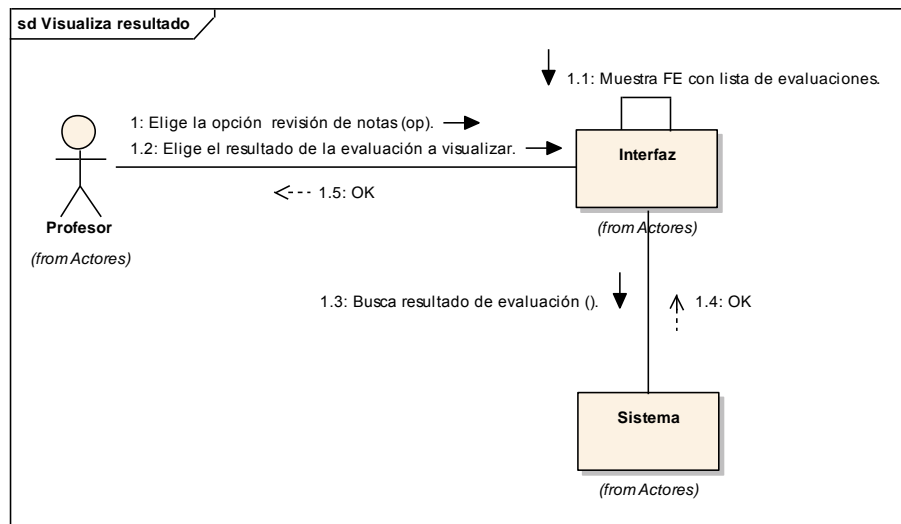 sd Visualiza resultado
1.1: Muestra FE con lista de evaluaciones.
1: Elige la opción revisión de notas (op).
1.2: Elige el resultado de la evaluación a visualizar.
Interfaz
1.5: OK
Profesor
(from Actores)
(from Actores)
1.3: Busca resultado de evaluación ().
1.4: OK
Sistema
(from Actores)